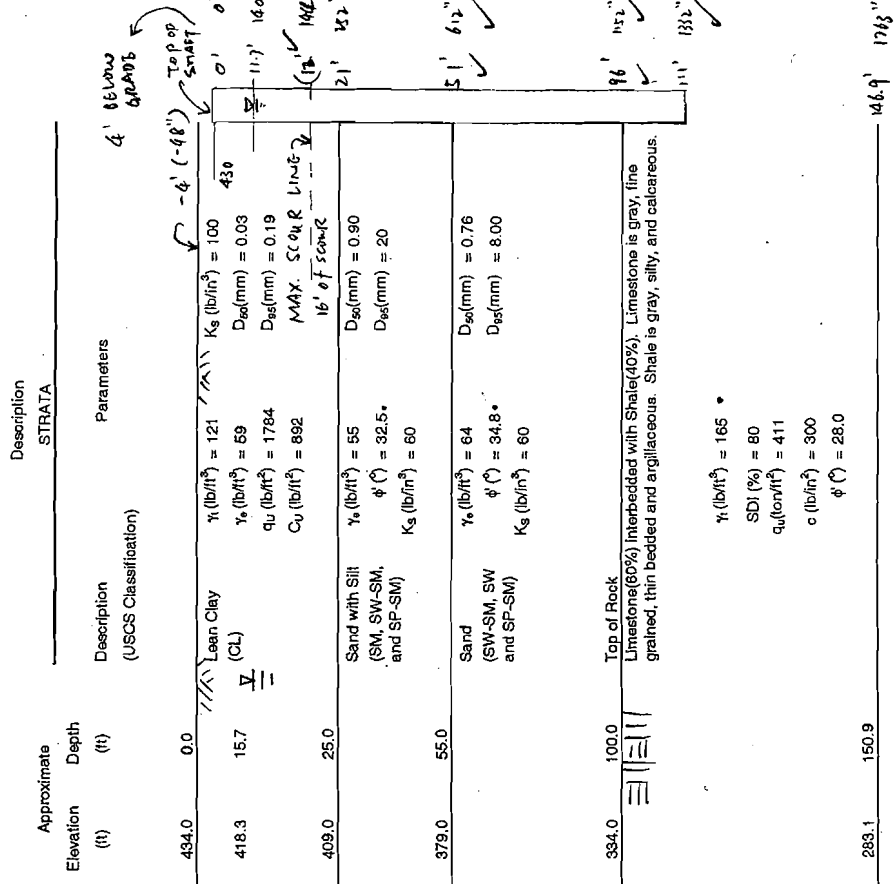 Description
STRATA
Approximate
Elevation Depth Description Parameters
(ft) (ft) (USCS Classification)
4' BELOW
GRADE
TOP OF
SHAFT
-4' (-48")
434.0 0.0 Lean Clay γt (lb/ft³) = 121 Ks (lb/in³) = 100 0'
430
418.3 15.7 (CL) γe (lb/ft³) = 59 D50(mm) = 0.03 11.7' 140
qU (lb/ft²) = 1784 D95(mm) = 0.19
CU (lb/ft²) = 892 MAX. SCOUR LINE (12' 144
16' of scour
409.0 25.0 Sand with Silt γe (lb/ft³) = 55 D50(mm) = 0.90 21' 252"
(SM, SW-SM, φ' (°) = 32.5 D95(mm) = 20
and SP-SM) Ks (lb/in³) = 60
379.0 55.0 Sand γe (lb/ft³) = 64 D50(mm) = 0.76 51' 612"
(SW-SM, SW φ' (°) = 34.8 D95(mm) = 8.00
and SP-SM) Ks (lb/in³) = 60
334.0 100.0 Top of Rock 96' 1152"
Limestone(60%) interbedded with Shale(40%). Limestone is gray, fine
grained, thin bedded and argillaceous. Shale is gray, silty, and calcareous.
111' 1332"
γt (lb/ft³) = 165
SDI (%) = 80
qu(ton/ft²) = 411
c (lb/in²) = 300
φ' (°) = 28.0
283.1 150.9 146.9' 1763"